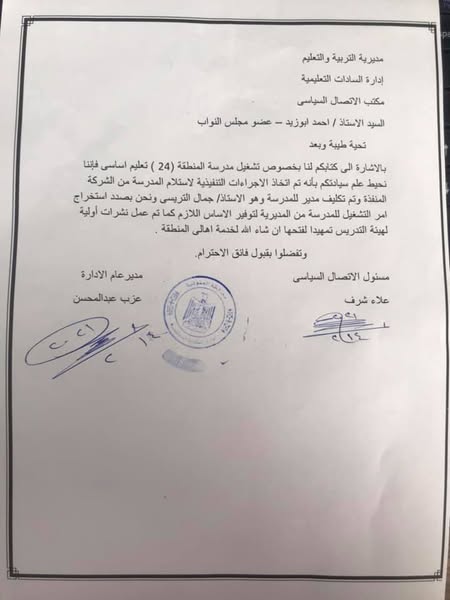 مديرية التربية والتعليم
إدارة السادات التعليمية
مكتب الاتصال السياسى
السيد الاستاذ / احمد ابوزيد – عضو مجلس النواب
تحية طيبة وبعد
بالاشارة الى كتابكم لنا بخصوص تشغيل مدرسة المنطقة (24 ) تعليم اساسى فإننا
نحيط علم سيادتكم بأنه تم اتخاذ الاجراءات التنفيذية لاستلام المدرسة من الشركة
المنفذة وتم تكليف مدير للمدرسة وهو الاستاذ/ جمال التريسى ونحن بصدد استخراج
امر التشغيل للمدرسة من المديرية لتوفير الاساس اللازم كما تم عمل نشرات أولية
لهيئة التدريس تمهيدا لفتحها ان شاء الله لخدمة اهالى المنطقة .
وتفضلوا بقبول فائق الاحترام.
مسئول الاتصال السياسى
علاء شرف
مدير عام الادارة
عزب عبدالمحسن
٢٠٢١
٢/١٤